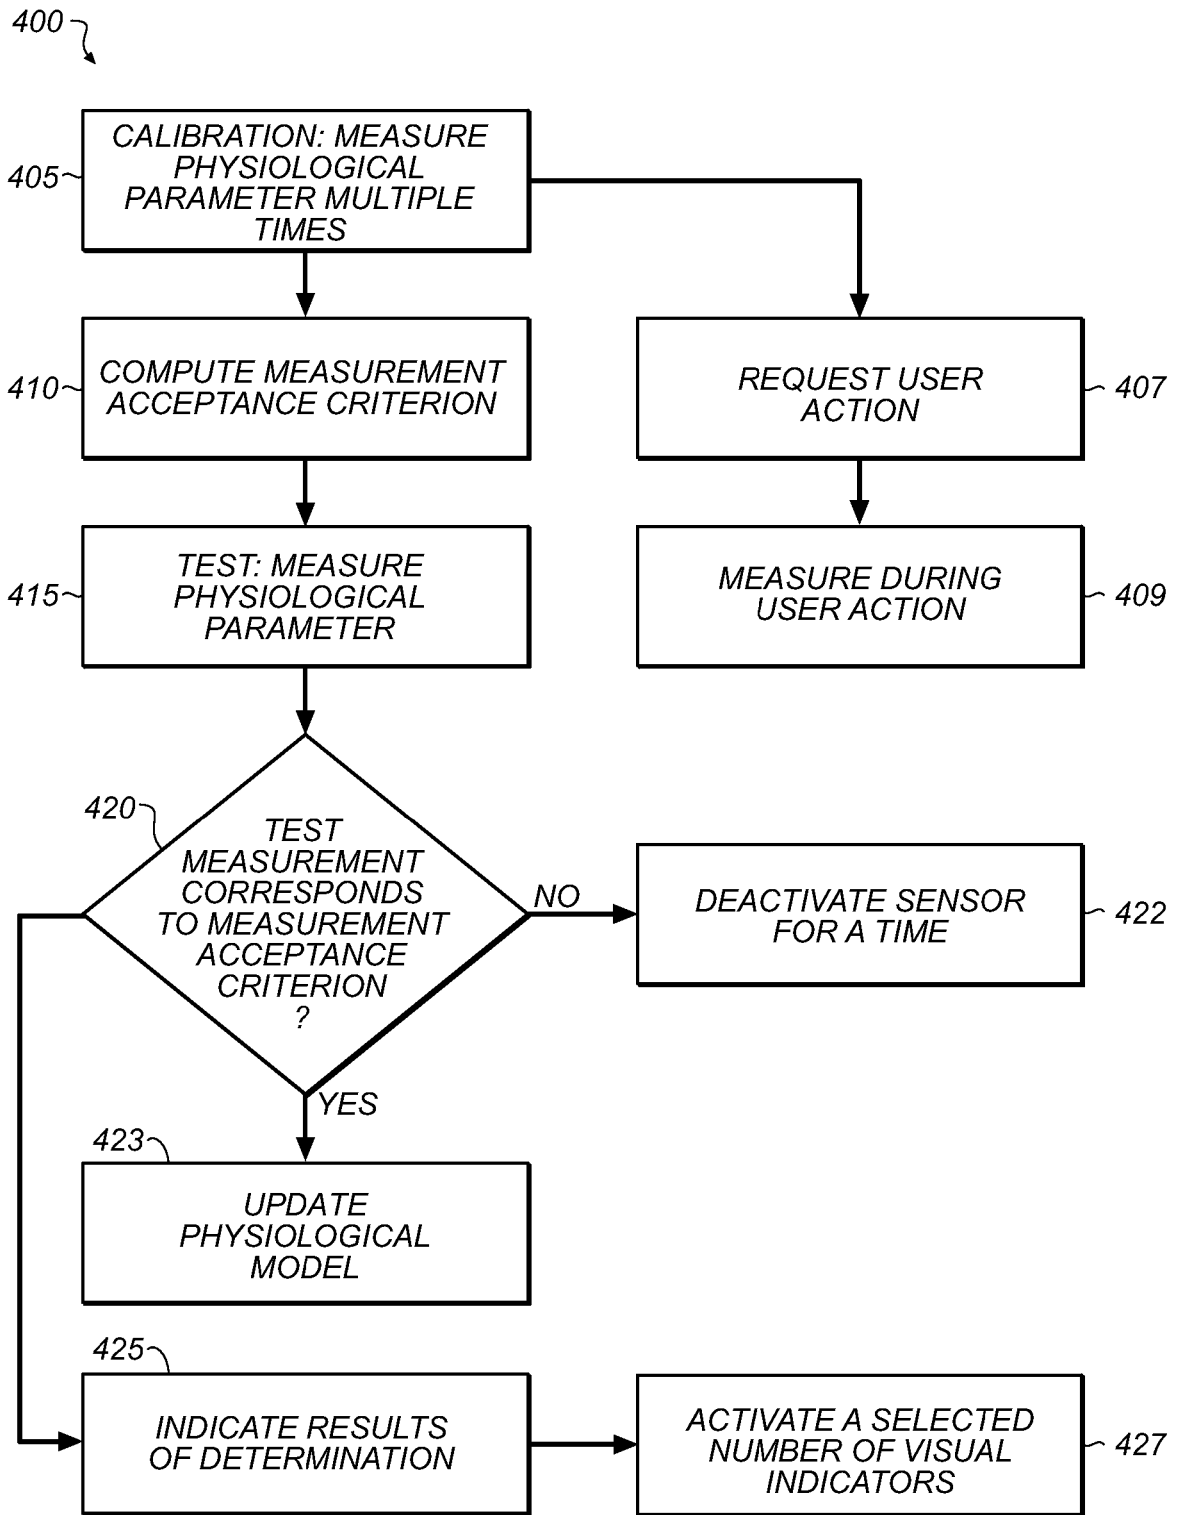 400
CALIBRATION: MEASURE
PHYSIOLOGICAL
PARAMETER MULTIPLE
TIMES
405
COMPUTE MEASUREMENT
ACCEPTANCE CRITERION
410
REQUEST USER
ACTION
407
TEST: MEASURE
PHYSIOLOGICAL
PARAMETER
415
MEASURE DURING
USER ACTION
409
420
TEST
MEASUREMENT
CORRESPONDS
TO MEASUREMENT
ACCEPTANCE
CRITERION
?
NO
DEACTIVATE SENSOR
FOR A TIME
422
YES
423
UPDATE
PHYSIOLOGICAL
MODEL
425
INDICATE RESULTS
OF DETERMINATION
ACTIVATE A SELECTED
NUMBER OF VISUAL
INDICATORS
427